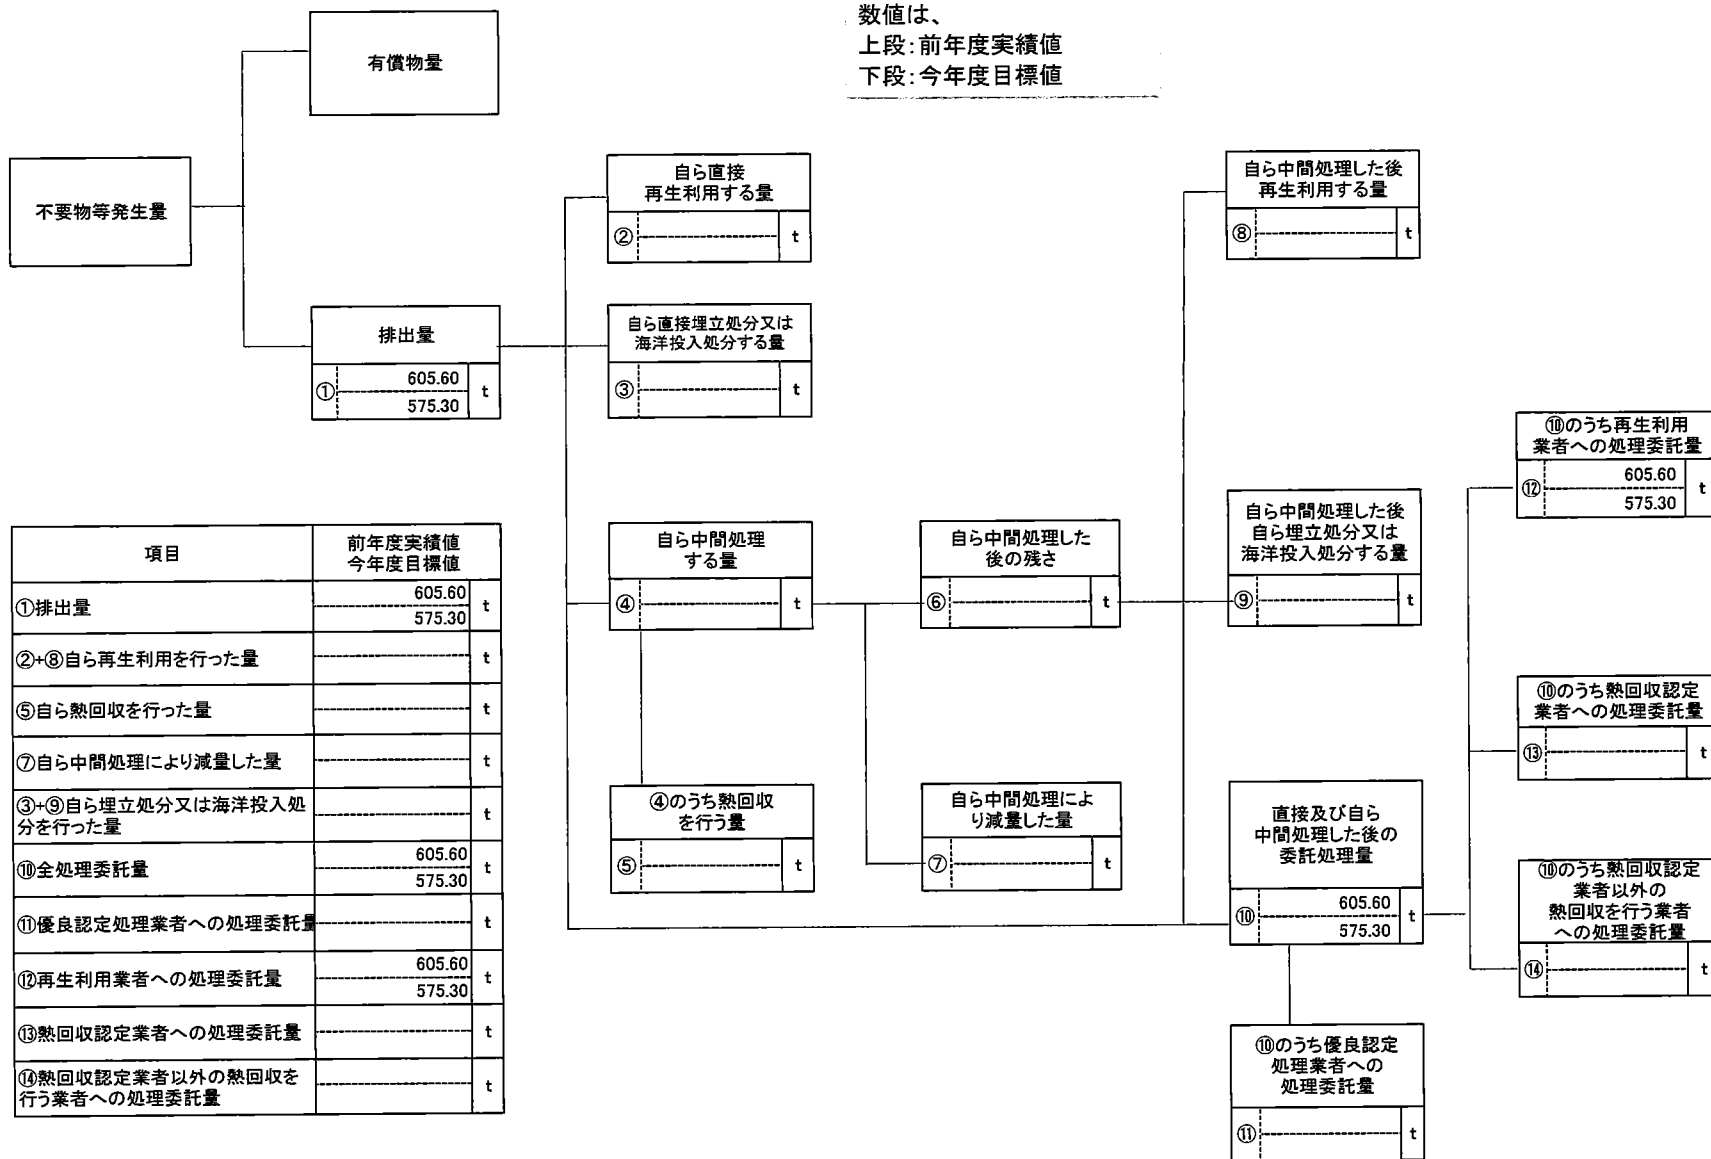 数値は、
上段:前年度実績値
下段:今年度目標値
有償物量
不要物等発生量
排出量
① 605.60 t
575.30
自ら直接
再生利用する量
② t
自ら直接埋立処分又は
海洋投入処分する量
③ t
自ら中間処理
する量
④ t
④のうち熱回収
を行う量
⑤ t
自ら中間処理した
後の残さ
⑥ t
自ら中間処理によ
り減量した量
⑦ t
自ら中間処理した後
再生利用する量
⑧ t
自ら中間処理した後
自ら埋立処分又は
海洋投入処分する量
⑨ t
直接及び自ら
中間処理した後の
委託処理量
⑩ 605.60 t
575.30
⑩のうち優良認定
処理業者への
処理委託量
⑪ t
⑩のうち再生利用
業者への処理委託量
⑫ 605.60 t
575.30
⑩のうち熱回収認定
業者への処理委託量
⑬ t
⑩のうち熱回収認定
業者以外の
熱回収を行う業者
への処理委託量
⑭ t
項目 前年度実績値
今年度目標値
①排出量 605.60 t
575.30
②+⑧自ら再生利用を行った量 t
⑤自ら熱回収を行った量 t
⑦自ら中間処理により減量した量 t
③+⑨自ら埋立処分又は海洋投入処
分を行った量 t
⑩全処理委託量 605.60 t
575.30
⑪優良認定処理業者への処理委託量 t
⑫再生利用業者への処理委託量 605.60 t
575.30
⑬熱回収認定業者への処理委託量 t
⑭熱回収認定業者以外の熱回収を
行う業者への処理委託量 t